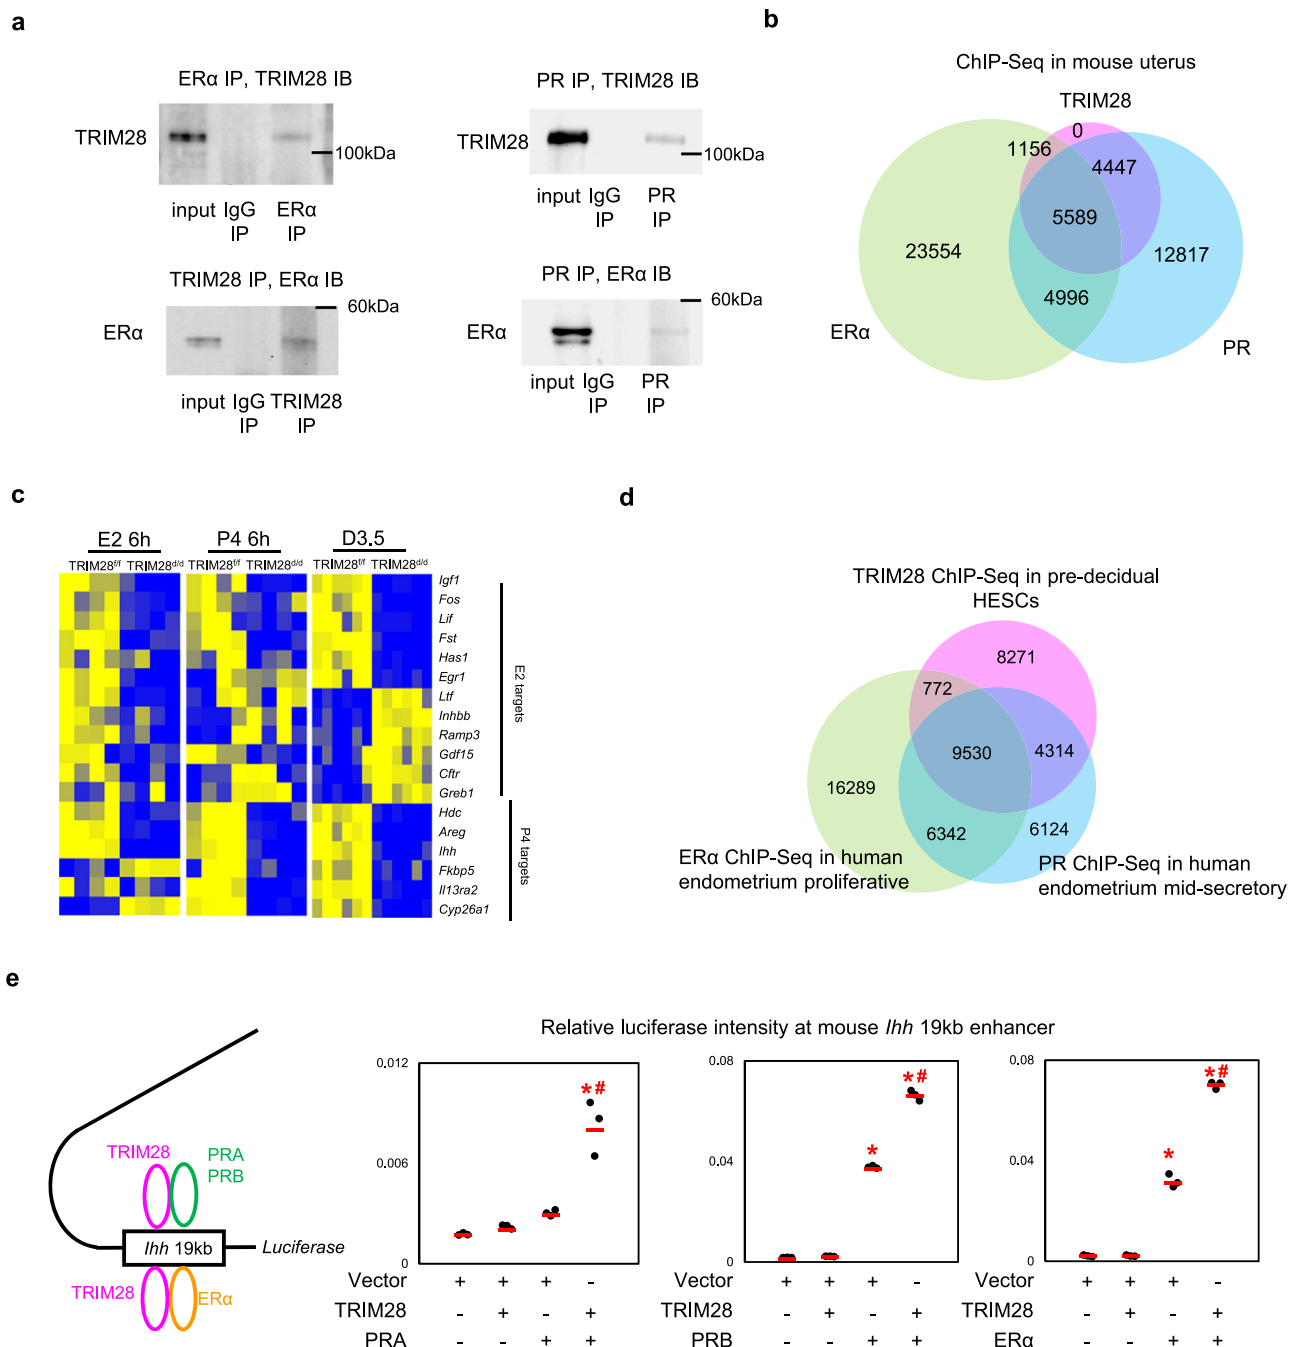 a
ERα IP, TRIM28 IB
TRIM28
100kDa
input IgG ERα
IP IP
PR IP, TRIM28 IB
TRIM28
100kDa
input IgG PR
IP IP
TRIM28 IP, ERα IB
60kDa
ERα
input IgG TRIM28
IP IP
PR IP, ERα IB
60kDa
ERα
input IgG PR
IP IP
b
ChIP-Seq in mouse uterus
TRIM28
0
1156
4447
5589
23554
12817
4996
ERα
PR
c
E2 6h P4 6h D3.5
TRIM28f/f TRIM28d/d TRIM28f/f TRIM28d/d TRIM28f/f TRIM28d/d
Igf1
Fos
Lif
Fst
Has1
Egr1
Ltf
Inhbb
Ramp3
Gdf15
Cftr
Greb1
Hdc
Areg
Ihh
Fkbp5
Il13ra2
Cyp26a1
E2 targets
P4 targets
d
TRIM28 ChIP-Seq in pre-decidual
HESCs
8271
772
9530
4314
16289
6342
6124
ERα ChIP-Seq in human
endometrium proliferative
PR ChIP-Seq in human
endometrium mid-secretory
e
Relative luciferase intensity at mouse Ihh 19kb enhancer
TRIM28
PRA
PRB
Ihh 19kb
Luciferase
TRIM28
ERα
0.012
0.006
0
*#
Vector + + + -
TRIM28 - + - +
PRA - - + +
0.08
0.04
0
*
*#
Vector + + + -
TRIM28 - + - +
PRB - - + +
0.08
0.04
0
*
*#
Vector + + + -
TRIM28 - + - +
ERα - - + +